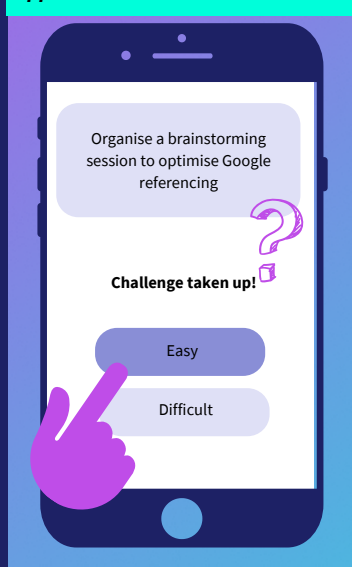 Organise a brainstorming
session to optimise Google
referencing
?
Challenge taken up!
Easy
Difficult